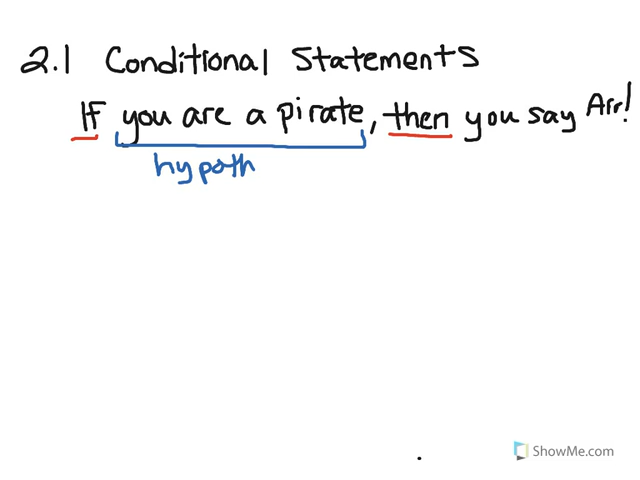 2.1 Conditional Statements
If you are a pirate, then you say Arr!
hypoth
ShowMe.com